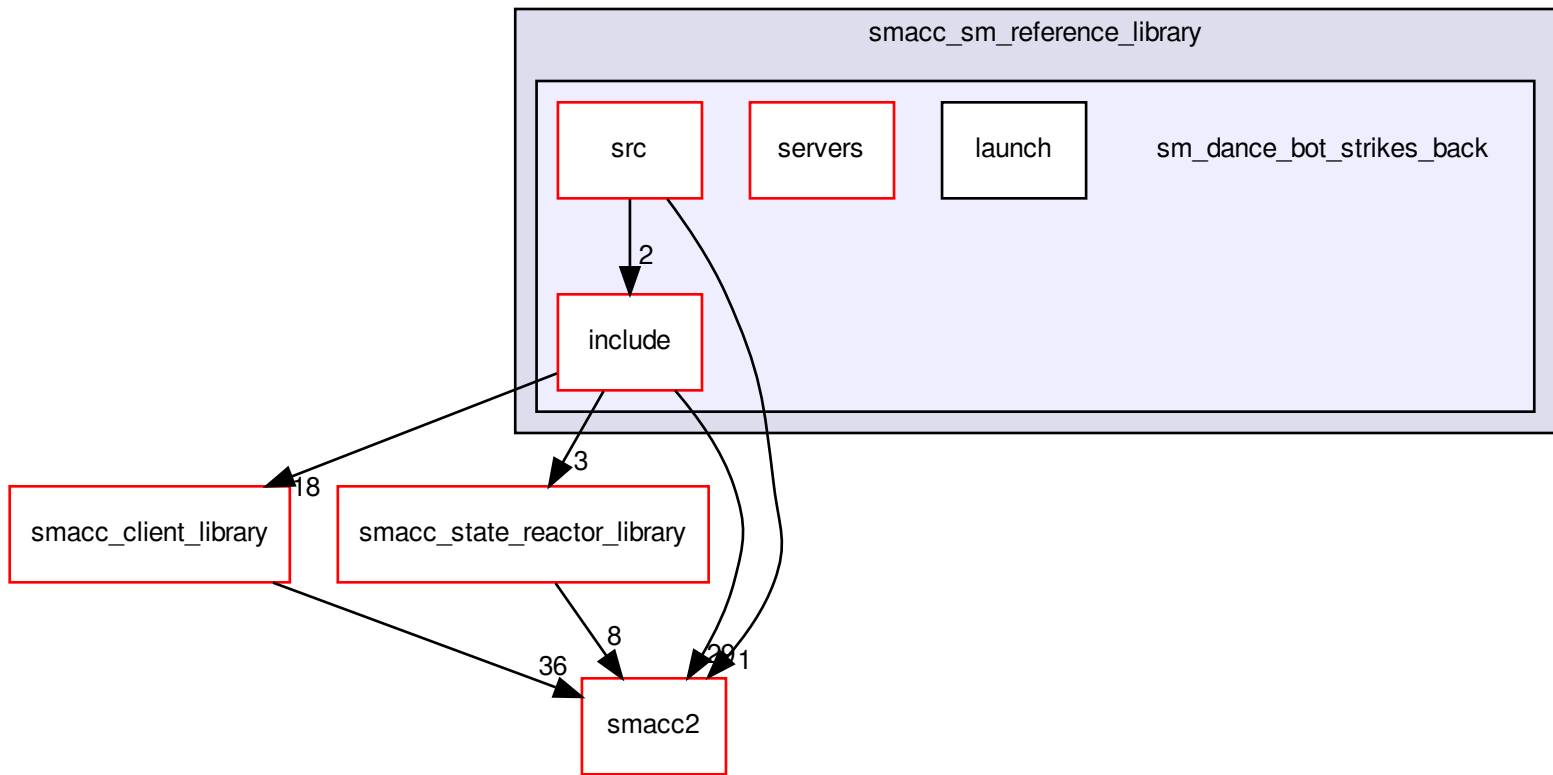 smacc_sm_reference_library
src
servers
launch
sm_dance_bot_strikes_back
2
include
18
3
smacc_client_library
smacc_state_reactor_library
36
8
1
smacc2